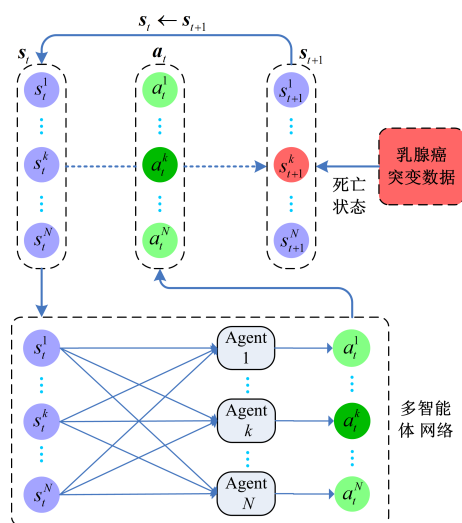 s_t ← s_{t+1}
s_t a_t s_{t+1}
s_t^1 a_t^1 s_{t+1}^1
s_t^k a_t^k s_{t+1}^k
乳腺癌
突变数据
死亡
状态
s_t^N a_t^N s_{t+1}^N
s_t^1 Agent 1 a_t^1
s_t^k Agent k a_t^k
多智能
体 网络
s_t^N Agent N a_t^N